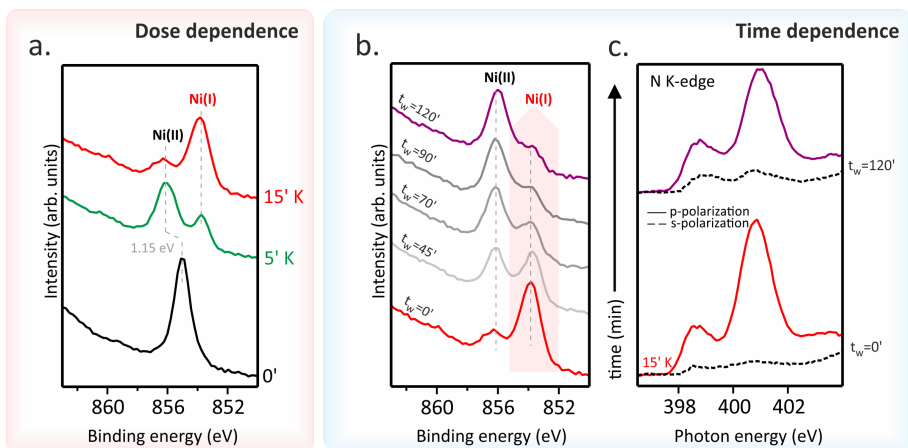 Dose dependence
a.
Ni(I)
Ni(II)
15' K
1.15 eV
5' K
0'
Intensity (arb. units)
860 856 852
Binding energy (eV)
Time dependence
b.
Ni(II)
Ni(I)
t_w=120'
t_w=90'
t_w=70'
t_w=45'
t_w=0'
Intensity (arb. units)
860 856 852
Binding energy (eV)
c.
N K-edge
t_w=120'
p-polarization
s-polarization
15' K
t_w=0'
time (min)
398 400 402
Photon energy (eV)